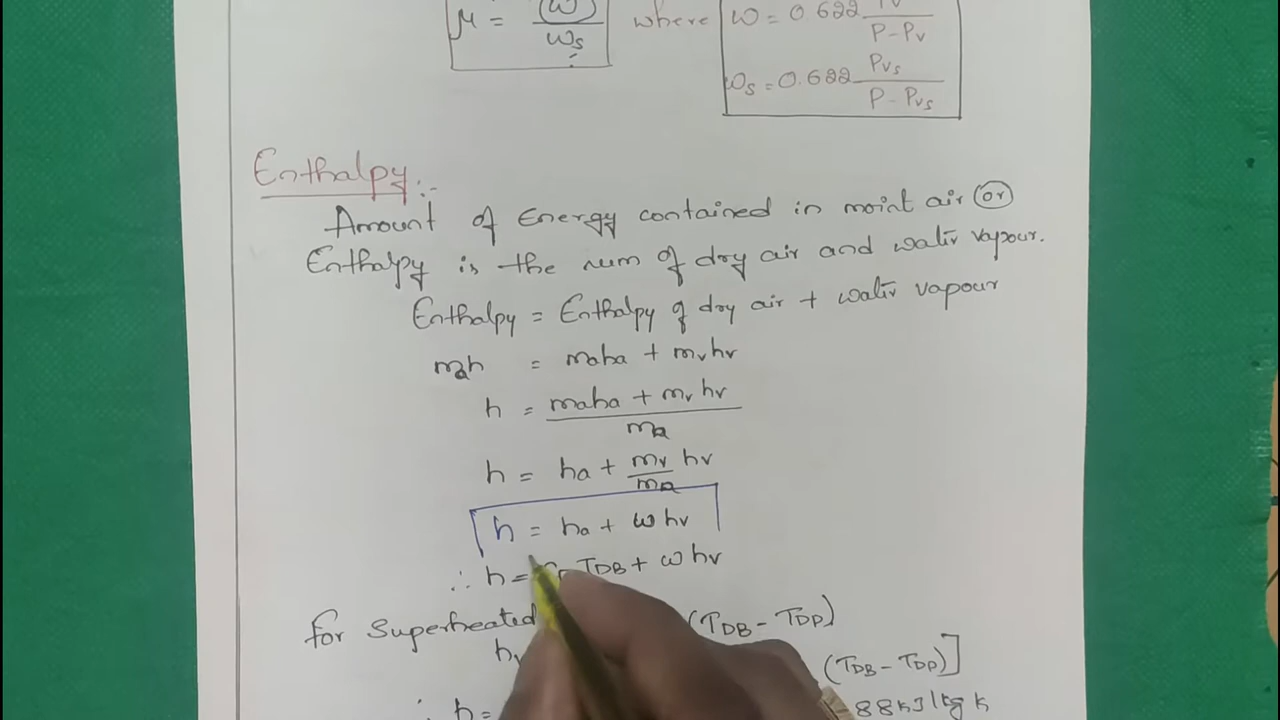 μ = ω / ωs where ω = 0.622 Pv / P - Pv
ωs = 0.622 Pvs / P - Pvs
Enthalpy :-
Amount of Energy contained in moist air (or)
Enthalpy is the sum of dry air and water vapour.
Enthalpy = Enthalpy of dry air + water vapour
mah = maha + mvhv
h = maha + mvhv / ma
h = ha + mv/ma hv
h = ha + ω hv
∴ h = TDB + ω hv
for Superheated (TDB - TDP)
(TDB - TDP)]
∴ h = 88 kJ/kg K